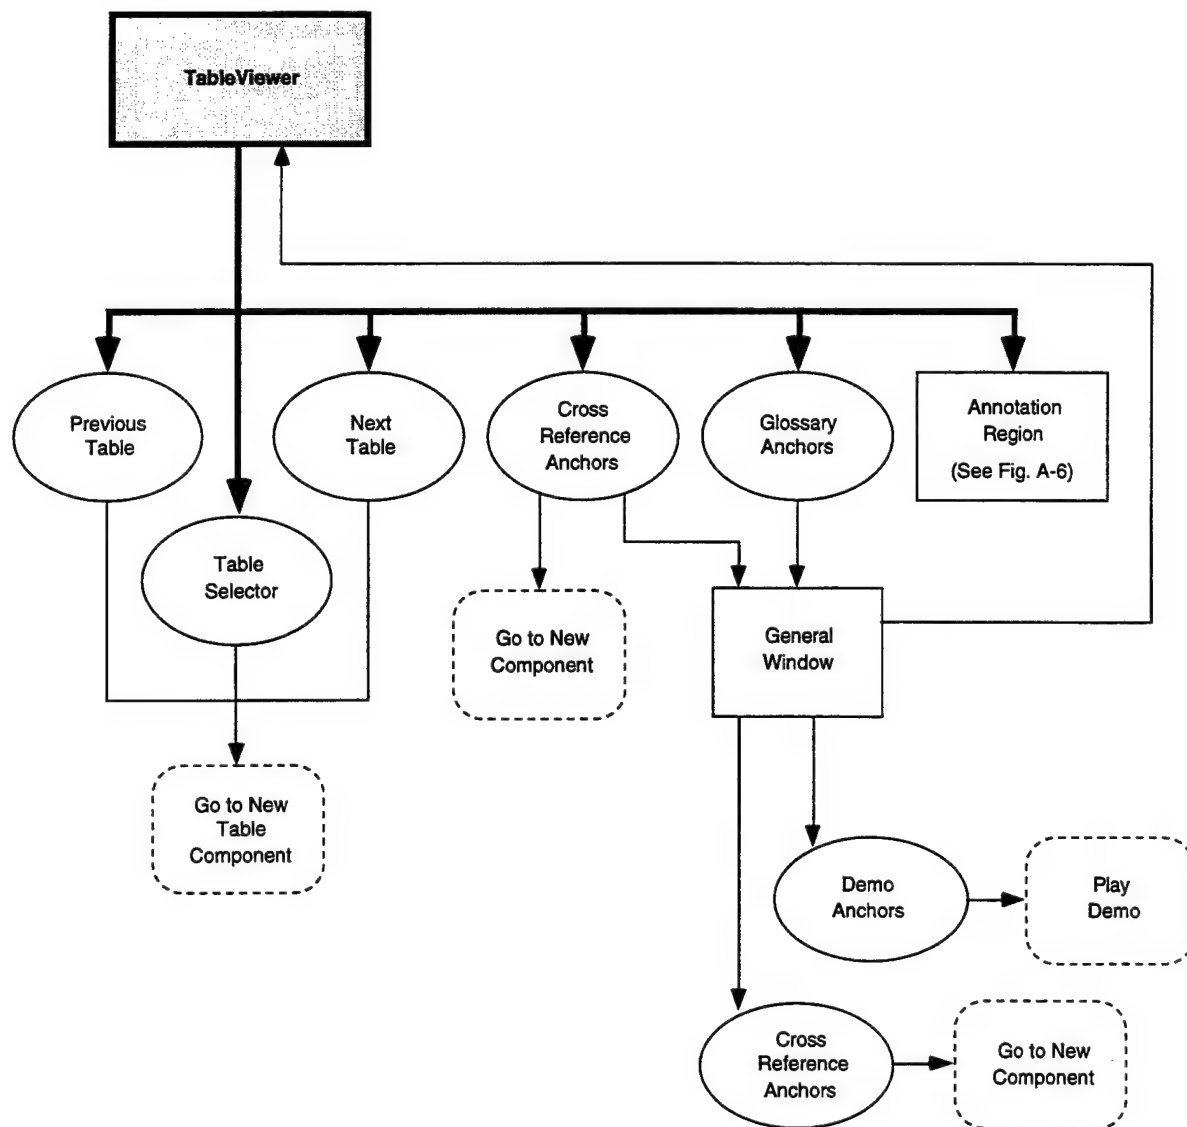 TableViewer
Previous
Table
Next
Table
Cross
Reference
Anchors
Glossary
Anchors
Annotation
Region
(See Fig. A-6)
Table
Selector
Go to New
Component
General
Window
Go to New
Table
Component
Demo
Anchors
Play
Demo
Cross
Reference
Anchors
Go to New
Component